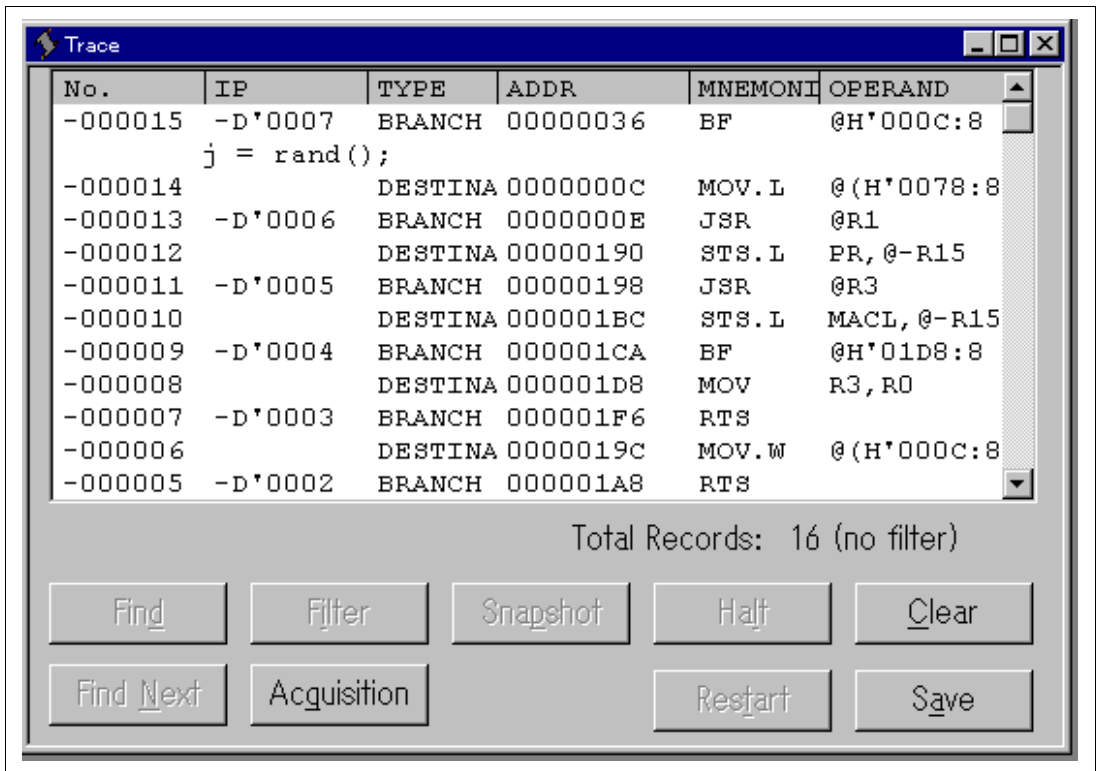 Trace
No. IP TYPE ADDR MNEMONI OPERAND
-000015 -D'0007 BRANCH 00000036 BF @H'000C:8
j = rand();
-000014 DESTINA 0000000C MOV.L @(H'0078:8
-000013 -D'0006 BRANCH 0000000E JSR @R1
-000012 DESTINA 00000190 STS.L PR,@-R15
-000011 -D'0005 BRANCH 00000198 JSR @R3
-000010 DESTINA 000001BC STS.L MACL,@-R15
-000009 -D'0004 BRANCH 000001CA BF @H'01D8:8
-000008 DESTINA 000001D8 MOV R3,R0
-000007 -D'0003 BRANCH 000001F6 RTS
-000006 DESTINA 0000019C MOV.W @(H'000C:8
-000005 -D'0002 BRANCH 000001A8 RTS
Total Records: 16 (no filter)
Find Filter Snapshot Halt Clear
Find Next Acquisition Restart Save